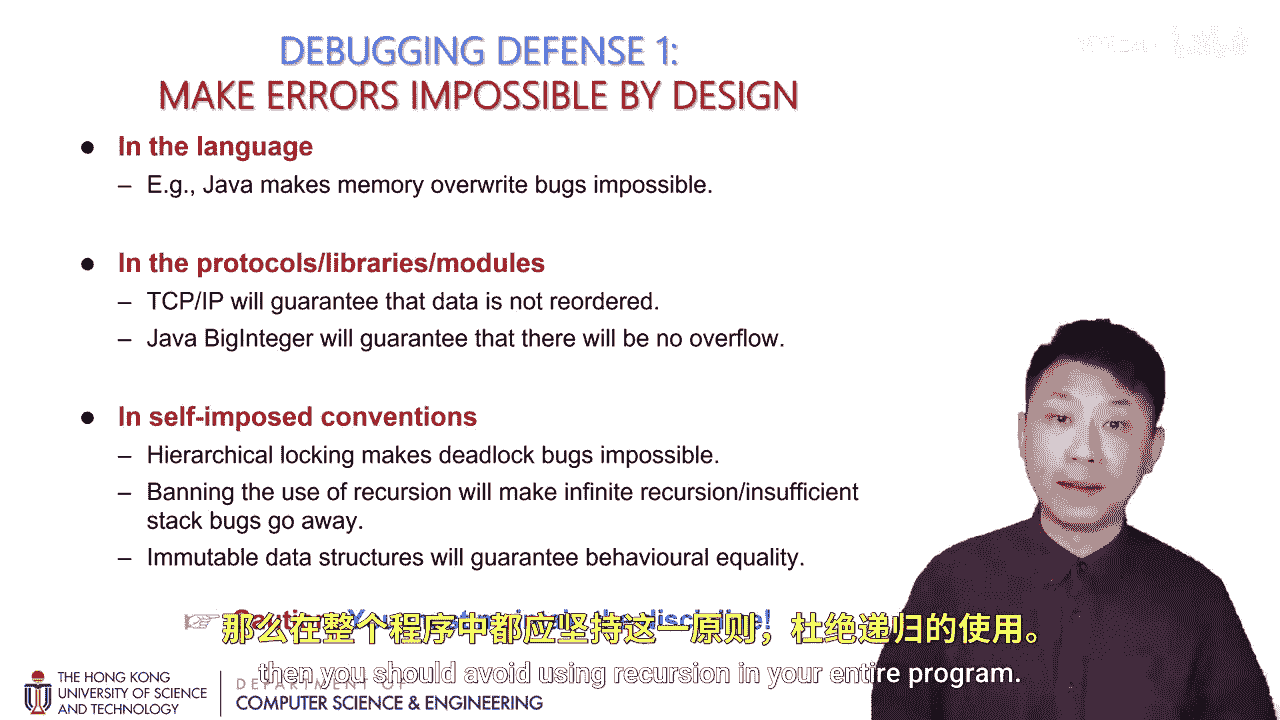 DEBUGGING DEFENSE 1:
MAKE ERRORS IMPOSSIBLE BY DESIGN
● In the language
– E.g., Java makes memory overwrite bugs impossible.
● In the protocols/libraries/modules
– TCP/IP will guarantee that data is not reordered.
– Java BigInteger will guarantee that there will be no overflow.
● In self-imposed conventions
– Hierarchical locking makes deadlock bugs impossible.
– Banning the use of recursion will make infinite recursion/insufficient
stack bugs go away.
– Immutable data structures will guarantee behavioural equality.
那么在整个程序中都应坚持这一原则，杜绝递归的使用。
then you should avoid using recursion in your entire program.
THE HONG KONG
UNIVERSITY OF SCIENCE
AND TECHNOLOGY
DEPARTMENT OF
COMPUTER SCIENCE & ENGINEERING